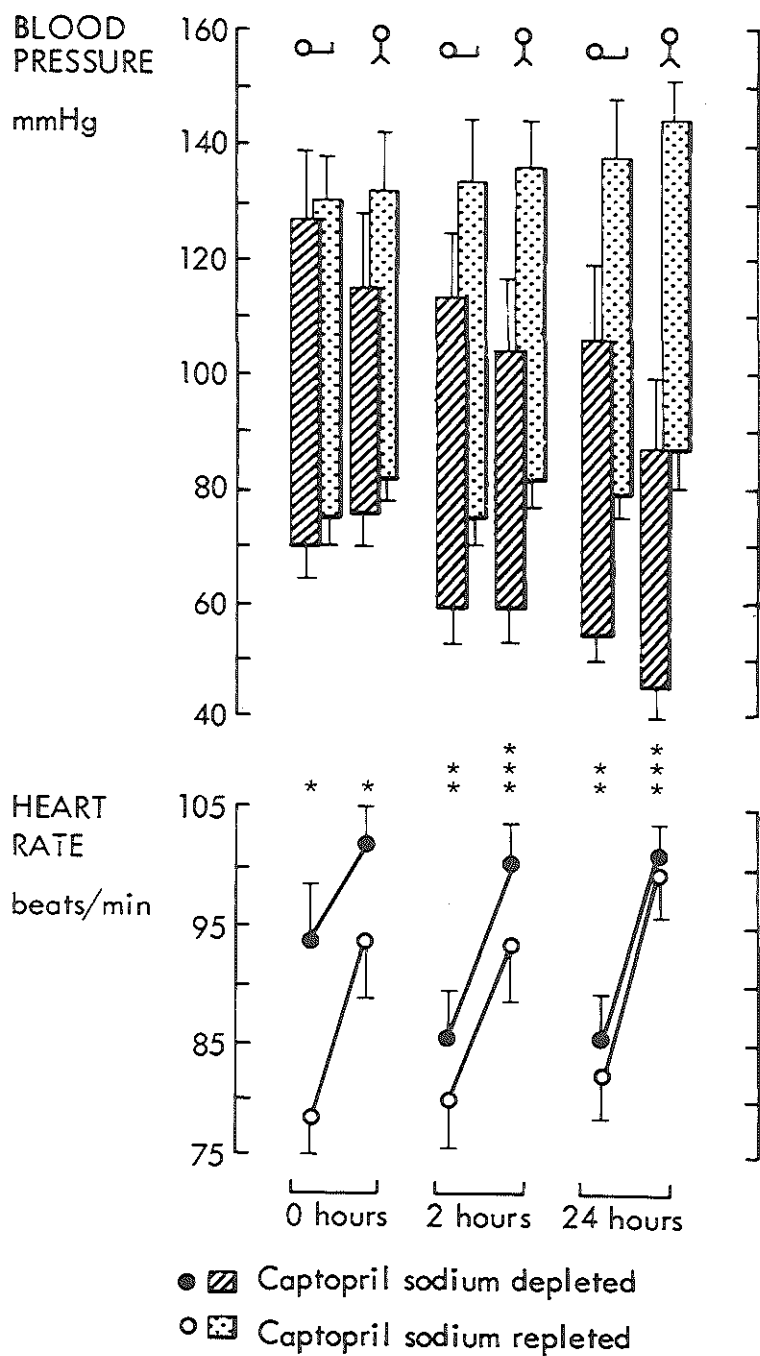 BLOOD
PRESSURE
mmHg
160
140
120
100
80
60
40
* * ** *** ** ***
HEART
RATE
beats/min
105
95
85
75
0 hours 2 hours 24 hours
Captopril sodium depleted
Captopril sodium repleted